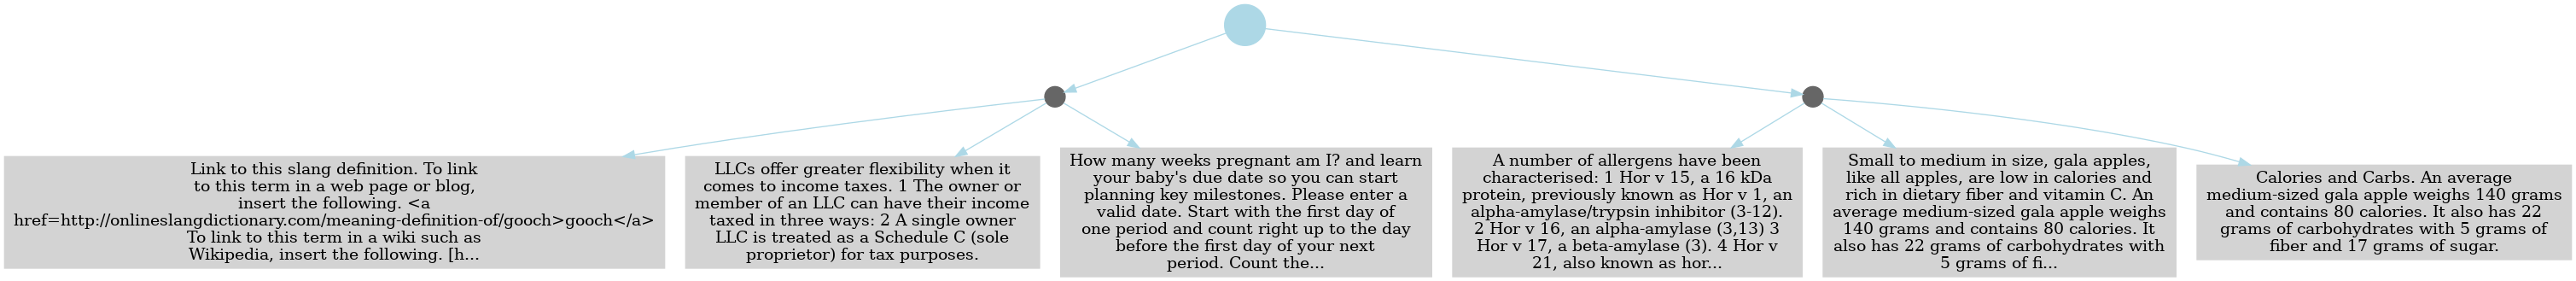 Link to this slang definition. To link
to this term in a web page or blog,
insert the following. <a
href=http://onlineslangdictionary.com/meaning-definition-of/gooch>gooch</a>
To link to this term in a wiki such as
Wikipedia, insert the following. [h...
LLCs offer greater flexibility when it
comes to income taxes. 1 The owner or
member of an LLC can have their income
taxed in three ways: 2 A single owner
LLC is treated as a Schedule C (sole
proprietor) for tax purposes.
How many weeks pregnant am I? and learn
your baby's due date so you can start
planning key milestones. Please enter a
valid date. Start with the first day of
one period and count right up to the day
before the first day of your next
period. Count the...
A number of allergens have been
characterised: 1 Hor v 15, a 16 kDa
protein, previously known as Hor v 1, an
alpha-amylase/trypsin inhibitor (3-12).
2 Hor v 16, an alpha-amylase (3,13) 3
Hor v 17, a beta-amylase (3). 4 Hor v
21, also known as hor...
Small to medium in size, gala apples,
like all apples, are low in calories and
rich in dietary fiber and vitamin C. An
average medium-sized gala apple weighs
140 grams and contains 80 calories. It
also has 22 grams of carbohydrates with
5 grams of fi...
Calories and Carbs. An average
medium-sized gala apple weighs 140 grams
and contains 80 calories. It also has 22
grams of carbohydrates with 5 grams of
fiber and 17 grams of sugar.